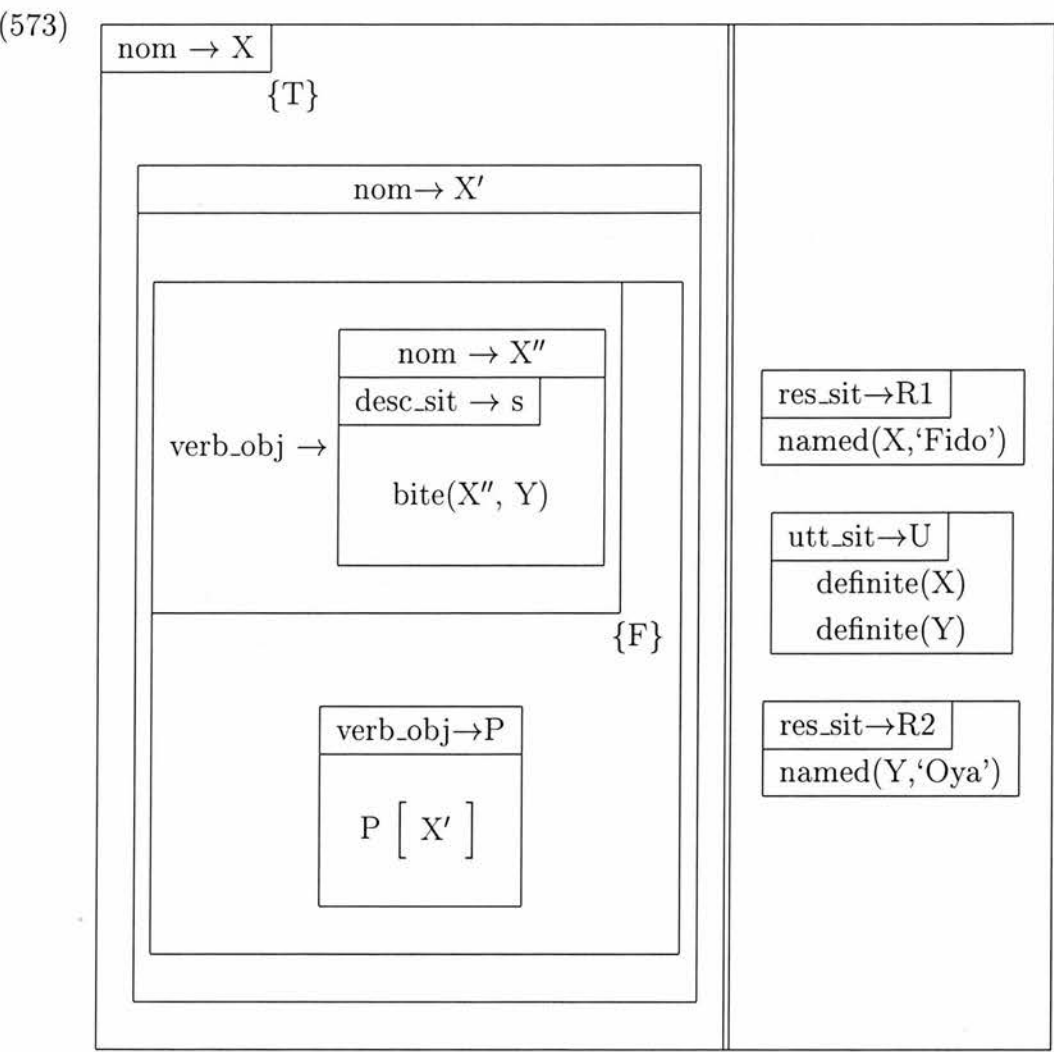 (573)
nom → X
{T}
nom→ X′
nom → X″
desc_sit → s
verb_obj →
bite(X″, Y)
{F}
verb_obj→P
P [ X′ ]
res_sit→R1
named(X,‘Fido’)
utt_sit→U
definite(X)
definite(Y)
res_sit→R2
named(Y,‘Oya’)